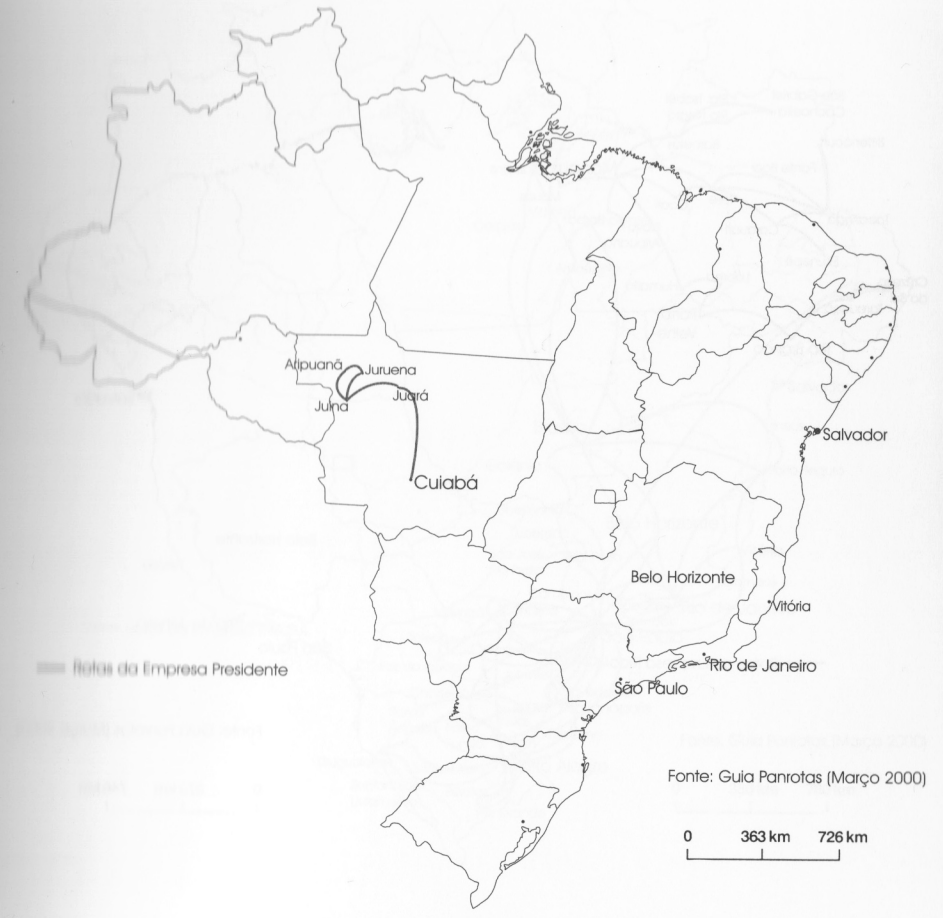 Aripuanã
Juruena
Juína
Juará
Cuiabá
Salvador
Belo Horizonte
Vitória
Rio de Janeiro
São Paulo
Rotas da Empresa Presidente
Fonte: Guia Panrotas (Março 2000)
0 363 km 726 km